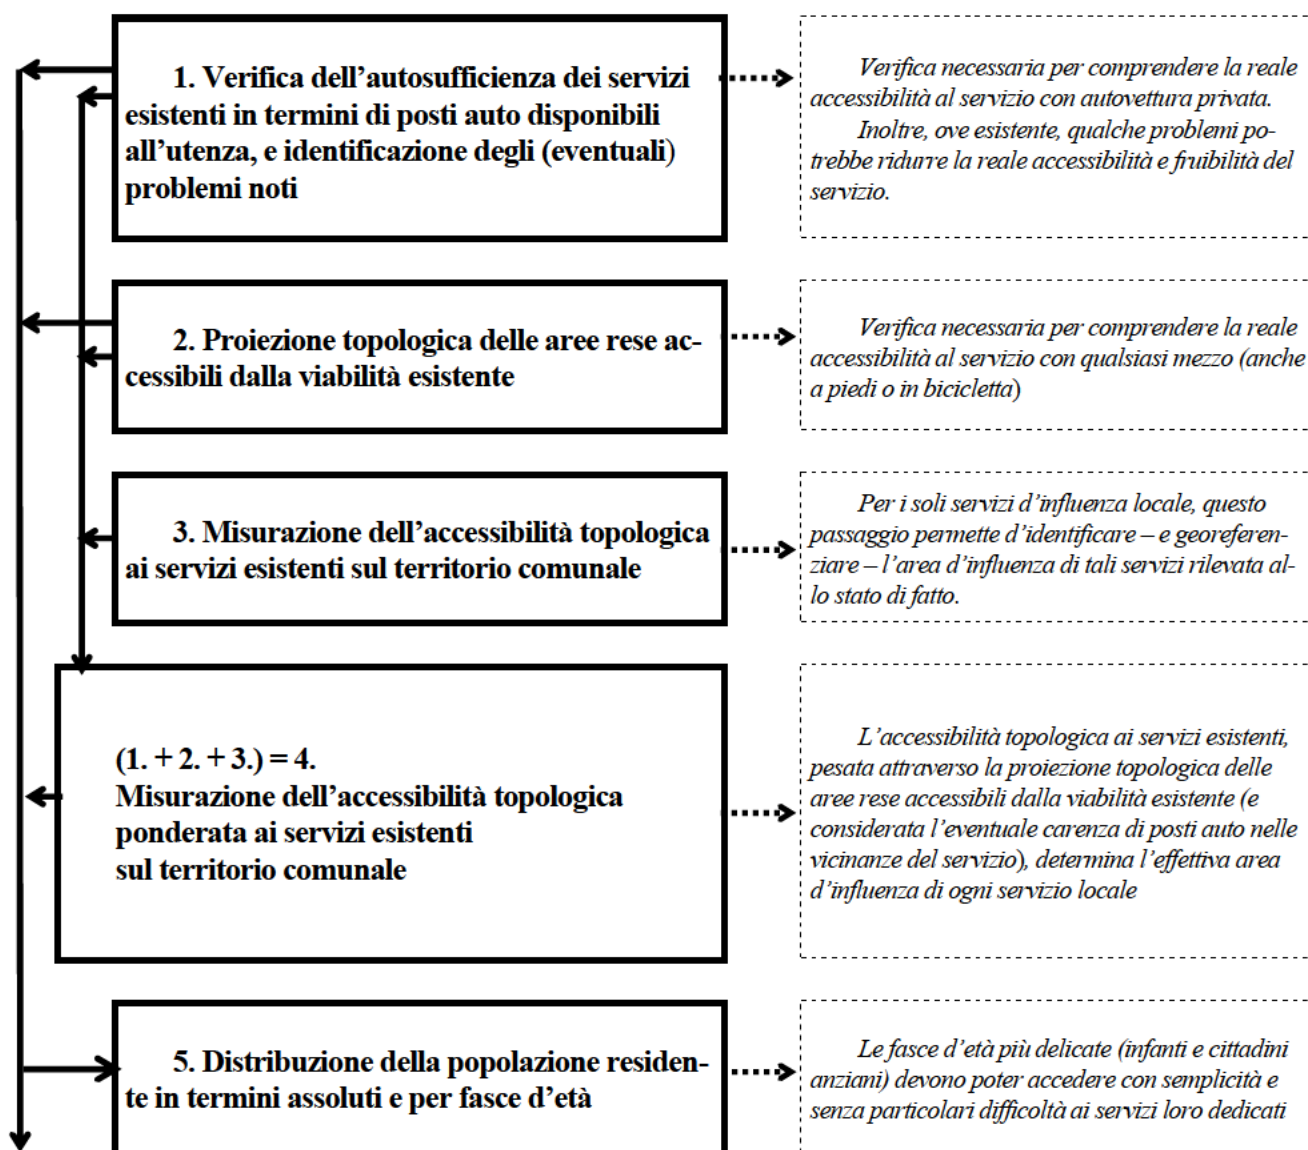 1. Verifica dell’autosufficienza dei servizi
esistenti in termini di posti auto disponibili
all’utenza, e identificazione degli (eventuali)
problemi noti
Verifica necessaria per comprendere la reale
accessibilità al servizio con autovettura privata.
Inoltre, ove esistente, qualche problemi po-
trebbe ridurre la reale accessibilità e fruibilità del
servizio.
2. Proiezione topologica delle aree rese ac-
cessibili dalla viabilità esistente
Verifica necessaria per comprendere la reale
accessibilità al servizio con qualsiasi mezzo (anche
a piedi o in bicicletta)
3. Misurazione dell’accessibilità topologica
ai servizi esistenti sul territorio comunale
Per i soli servizi d’influenza locale, questo
passaggio permette d’identificare – e georeferen-
ziare – l’area d’influenza di tali servizi rilevata al-
lo stato di fatto.
(1. + 2. + 3.) = 4.
Misurazione dell’accessibilità topologica
ponderata ai servizi esistenti
sul territorio comunale
L’accessibilità topologica ai servizi esistenti,
pesata attraverso la proiezione topologica delle
aree rese accessibili dalla viabilità esistente (e
considerata l’eventuale carenza di posti auto nelle
vicinanze del servizio), determina l’effettiva area
d’influenza di ogni servizio locale
5. Distribuzione della popolazione residen-
te in termini assoluti e per fasce d’età
Le fasce d’età più delicate (infanti e cittadini
anziani) devono poter accedere con semplicità e
senza particolari difficoltà ai servizi loro dedicati